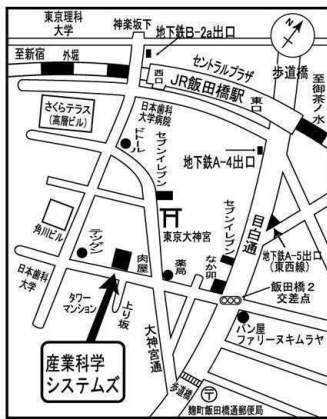 東京理科
大学
神楽坂下
地下鉄B-2a出口
N
至新宿
外堀
セントラルプラザ
歩道橋
西口
JR飯田橋駅
東口
至御茶ノ水
さくらテラス
(高層ビル)
日本歯科
大学病院
ドトール
セブンイレブン
地下鉄A-4出口
角川ビル
テンゲン
東京大神宮
セブンイレブン
目白通
地下鉄A-5出口
(東西線)
日本歯科
大学
肉屋
薬局
なか卯
飯田橋2
交差点
タワー
マンション
上り坂
大神宮通
パン屋
ファリーヌキムラヤ
産業科学
システムズ
歩道橋
〒
麹町飯田橋通郵便局